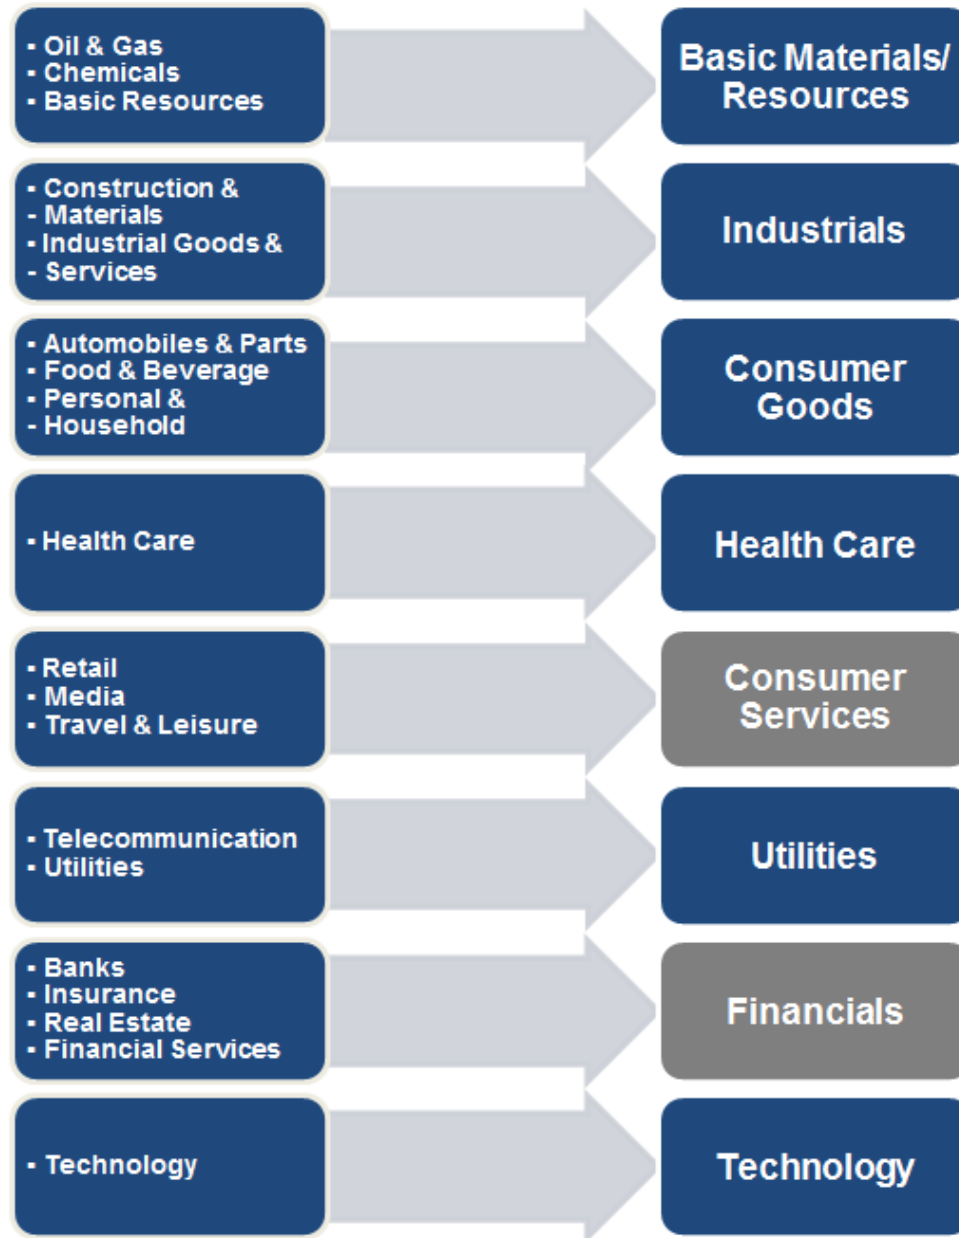 ▪ Oil & Gas
▪ Chemicals
▪ Basic Resources
Basic Materials/
Resources
▪ Construction &
- Materials
▪ Industrial Goods &
- Services
Industrials
▪ Automobiles & Parts
▪ Food & Beverage
▪ Personal &
- Household
Consumer
Goods
▪ Health Care
Health Care
▪ Retail
▪ Media
▪ Travel & Leisure
Consumer
Services
▪ Telecommunication
▪ Utilities
Utilities
▪ Banks
▪ Insurance
▪ Real Estate
▪ Financial Services
Financials
▪ Technology
Technology